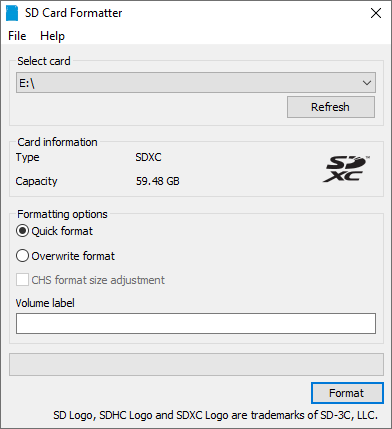 SD Card Formatter
File Help
Select card
E:\
Refresh
Card information
Type SDXC
Capacity 59.48 GB
SD
XC
Formatting options
Quick format
Overwrite format
CHS format size adjustment
Volume label
Format
SD Logo, SDHC Logo and SDXC Logo are trademarks of SD-3C, LLC.